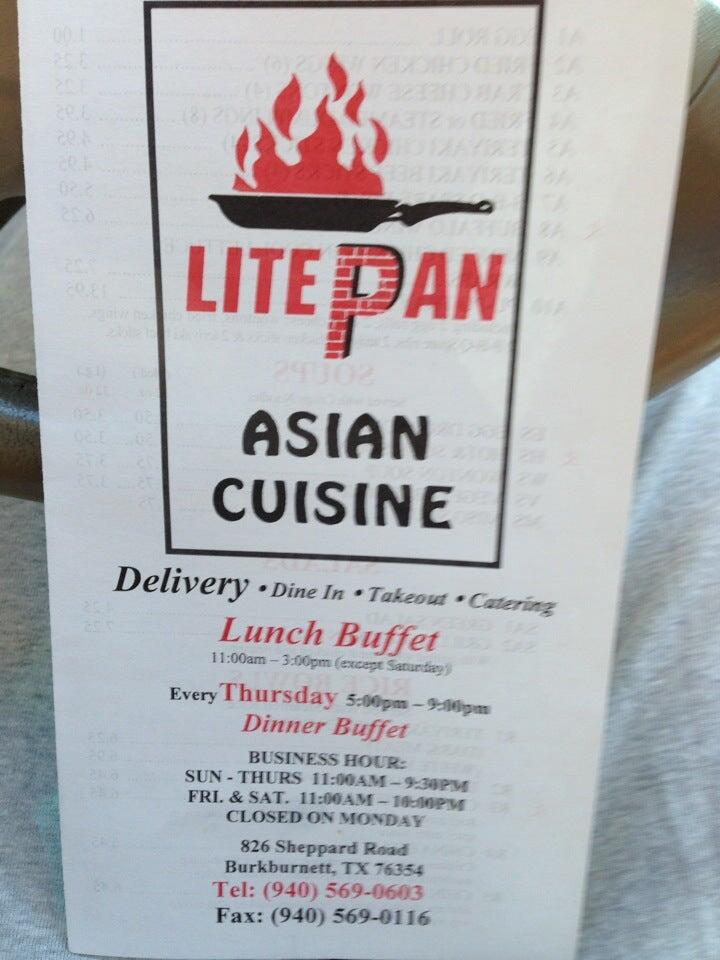 LITE PAN
ASIAN
CUISINE
Delivery • Dine In • Takeout • Catering
Lunch Buffet
11:00am – 3:00pm (except Saturday)
Every Thursday 5:00pm – 9:00pm
Dinner Buffet
BUSINESS HOUR:
SUN - THURS 11:00AM – 9:30PM
FRI. & SAT. 11:00AM – 10:00PM
CLOSED ON MONDAY
826 Sheppard Road
Burkburnett, TX 76354
Tel: (940) 569-0603
Fax: (940) 569-0116